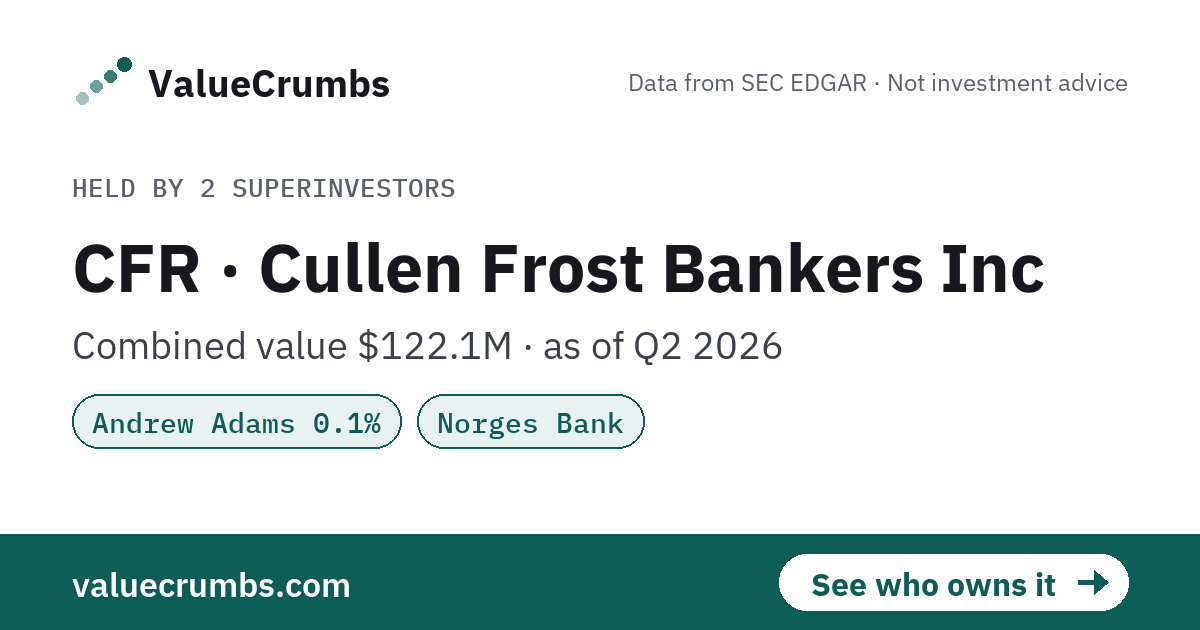 ValueCrumbs
Data from SEC EDGAR · Not investment advice
HELD BY 2 SUPERINVESTORS
CFR · Cullen Frost Bankers Inc
Combined value $122.1M · as of Q2 2026
Andrew Adams 0.1%
Norges Bank
valuecrumbs.com
See who owns it